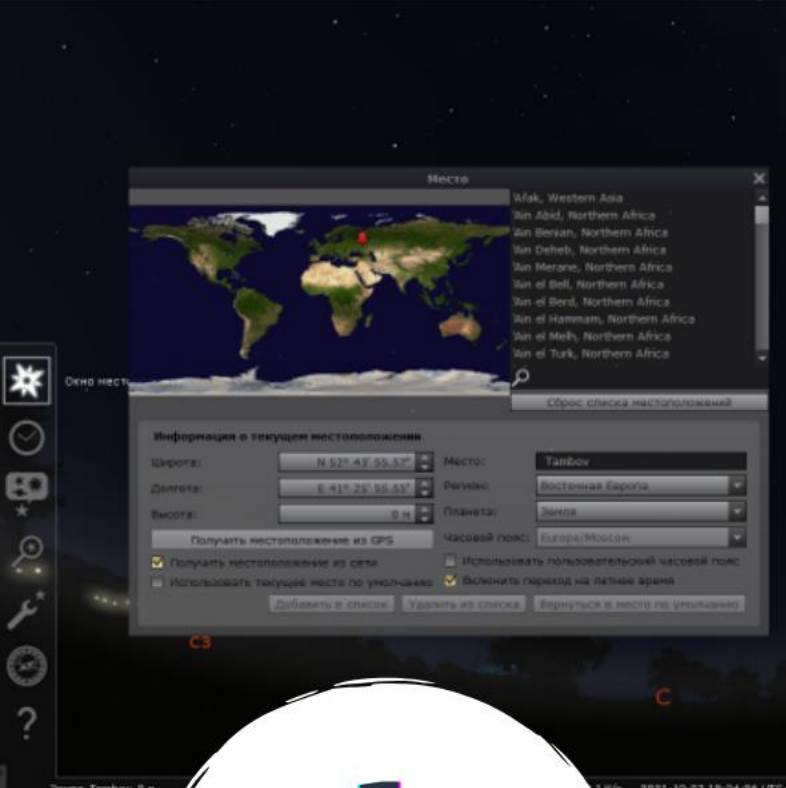 Место
'Afak, Western Asia
'Ain Abid, Northern Africa
'Ain Benian, Northern Africa
'Ain Deheb, Northern Africa
'Ain Merane, Northern Africa
'Ain el Bell, Northern Africa
'Ain el Berd, Northern Africa
'Ain el Hammam, Northern Africa
'Ain el Melh, Northern Africa
'Ain el Turk, Northern Africa
Окно мест
Сброс списка местоположений
Информация о текущем местоположении
Широта: N 52° 43' 55.57"
Место: Tambov
Долгота: E 41° 25' 55.55"
Регион: Восточная Европа
Высота: 0 м
Планета: Земля
Получить местоположение из GPS
Часовой пояс: Europe/Moscow
Получить местоположение из сети
Использовать пользовательский часовой пояс
Использовать текущее место по умолчанию
Включить переход на летнее время
Добавить в список
Удалить из списка
Вернуться в место по умолчанию
СЗ
С
?